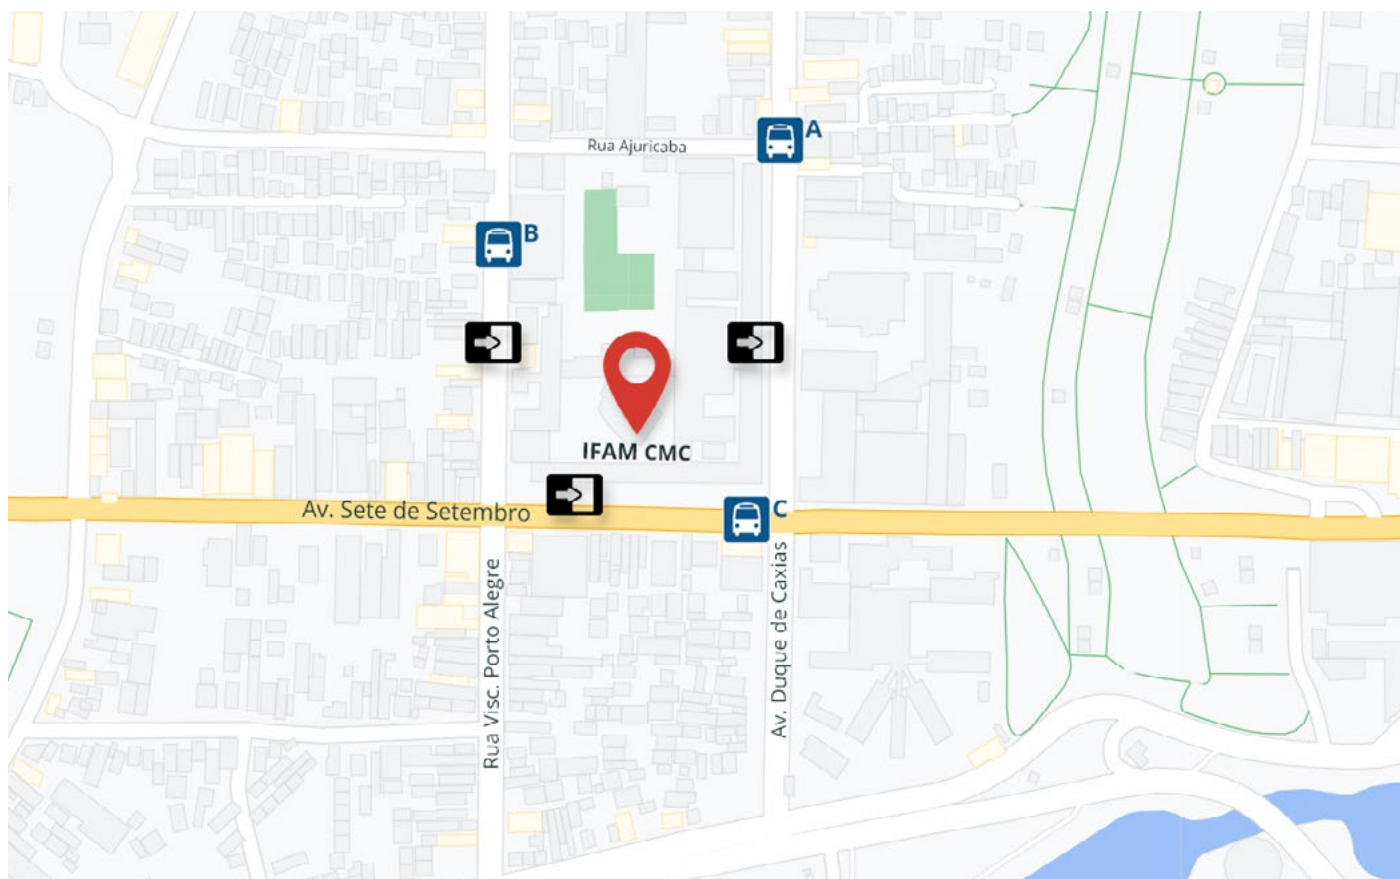 A
Rua Ajuricaba
B
IFAM CMC
Av. Sete de Setembro
C
Rua Visc. Porto Alegre
Av. Duque de Caxias